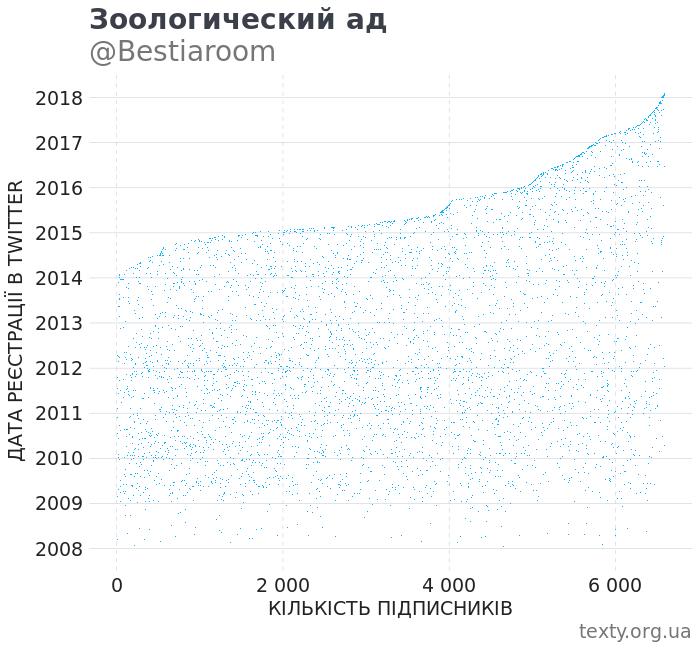 Зоологический ад
@Bestiaroom
2018
2017
2016
2015
2014
2013
2012
2011
2010
2009
2008
ДАТА РЕЄСТРАЦІЇ В TWITTER
0 2 000 4 000 6 000
КІЛЬКІСТЬ ПІДПИСНИКІВ
texty.org.ua